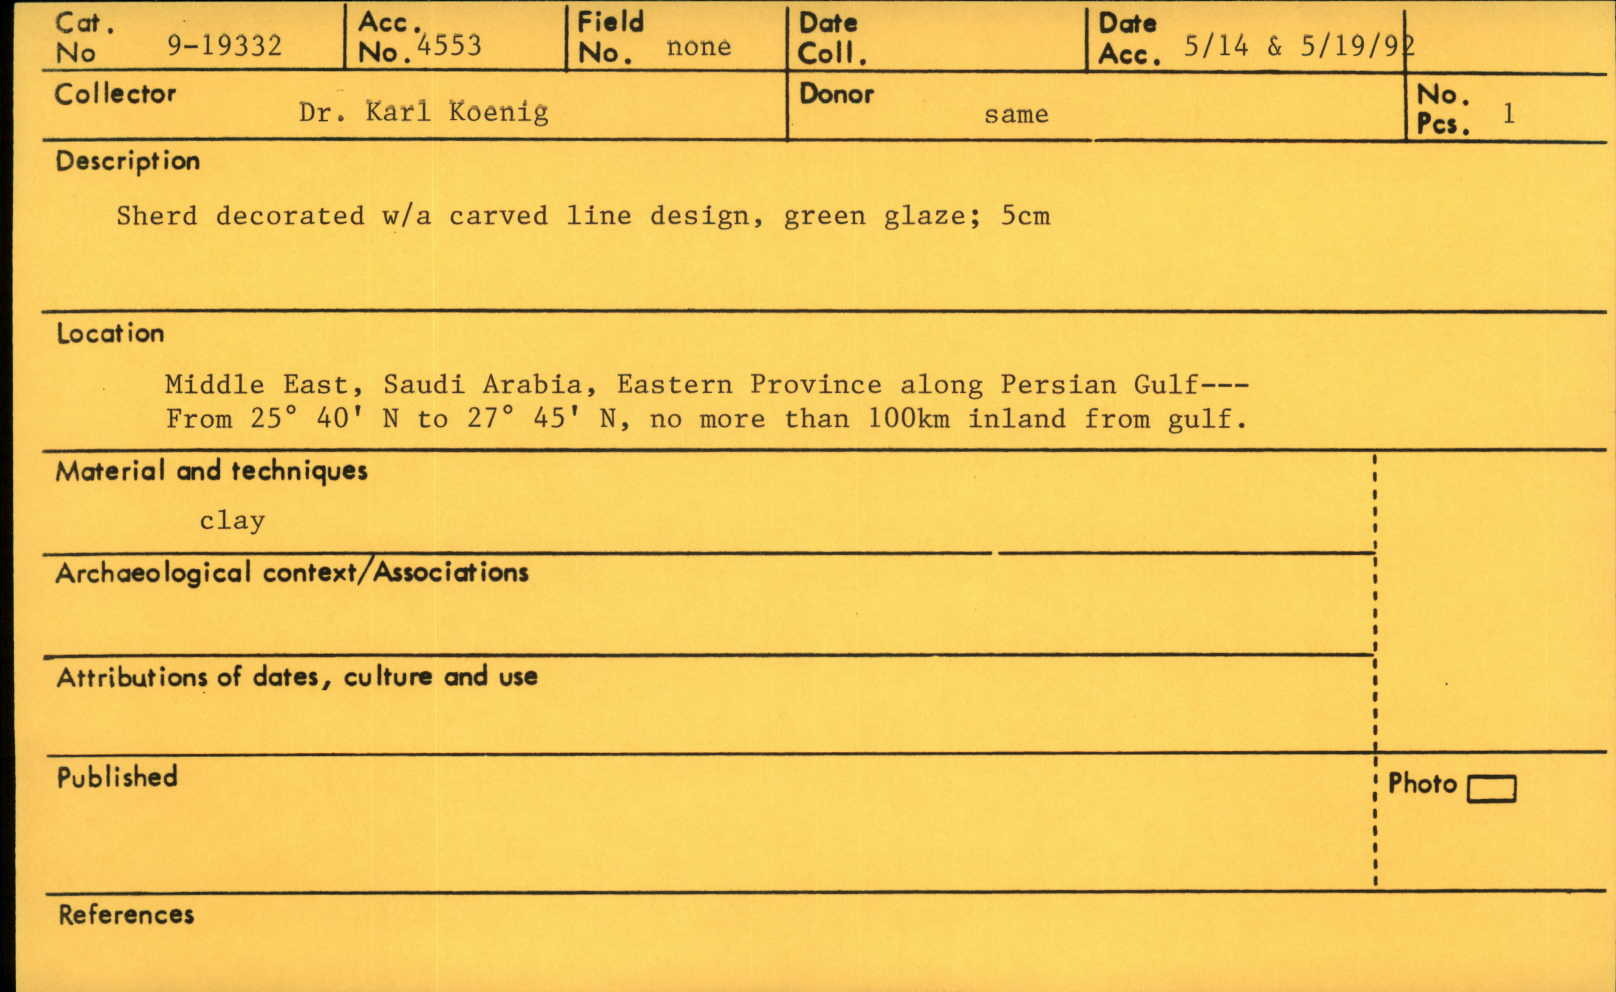 Cat. No 9-19332
Acc. No. 4553
Field No. none
Date Coll.
Date Acc. 5/14 & 5/19/92
Collector Dr. Karl Koenig
Donor same
No. Pcs. 1
Description
Sherd decorated w/a carved line design, green glaze; 5cm
Location
Middle East, Saudi Arabia, Eastern Province along Persian Gulf---
From 25° 40' N to 27° 45' N, no more than 100km inland from gulf.
Material and techniques
clay
Archaeological context/Associations
Attributions of dates, culture and use
Published
Photo
References